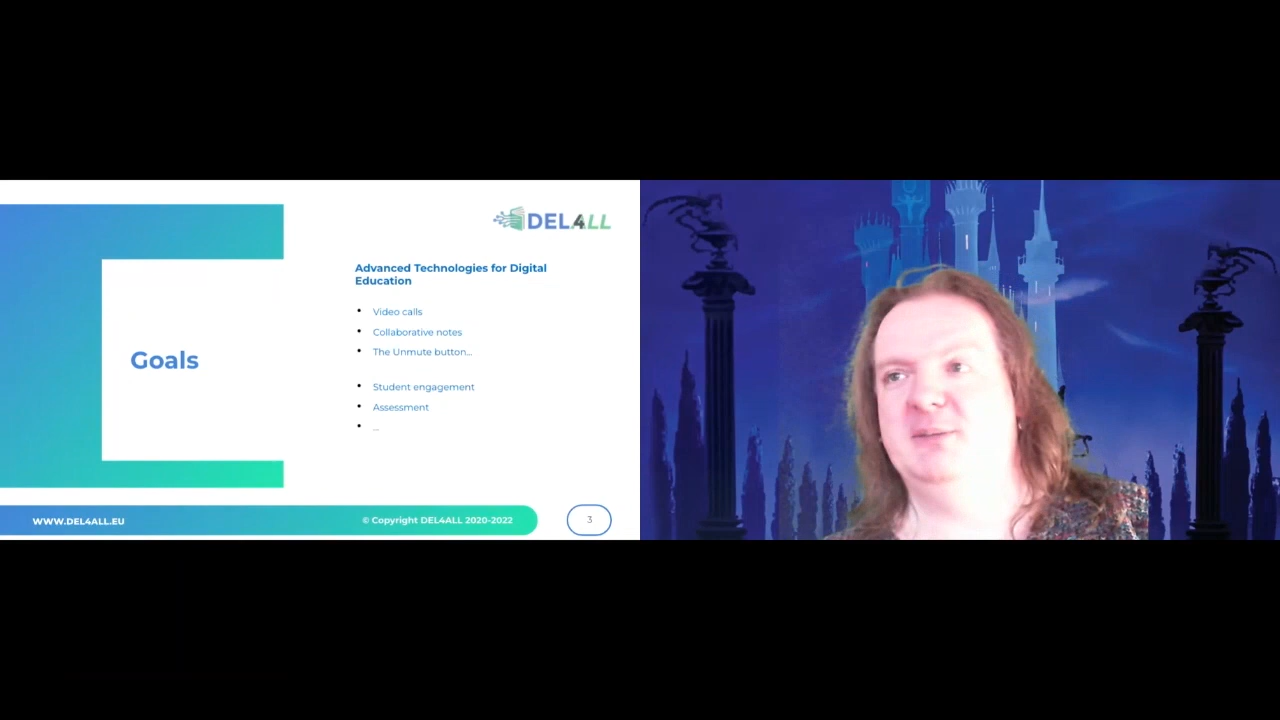 DEL4ALL
Advanced Technologies for Digital
Education
• Video calls
• Collaborative notes
• The Unmute button...
Goals
• Student engagement
• Assessment
• ...
WWW.DEL4ALL.EU
© Copyright DEL4ALL 2020-2022
3